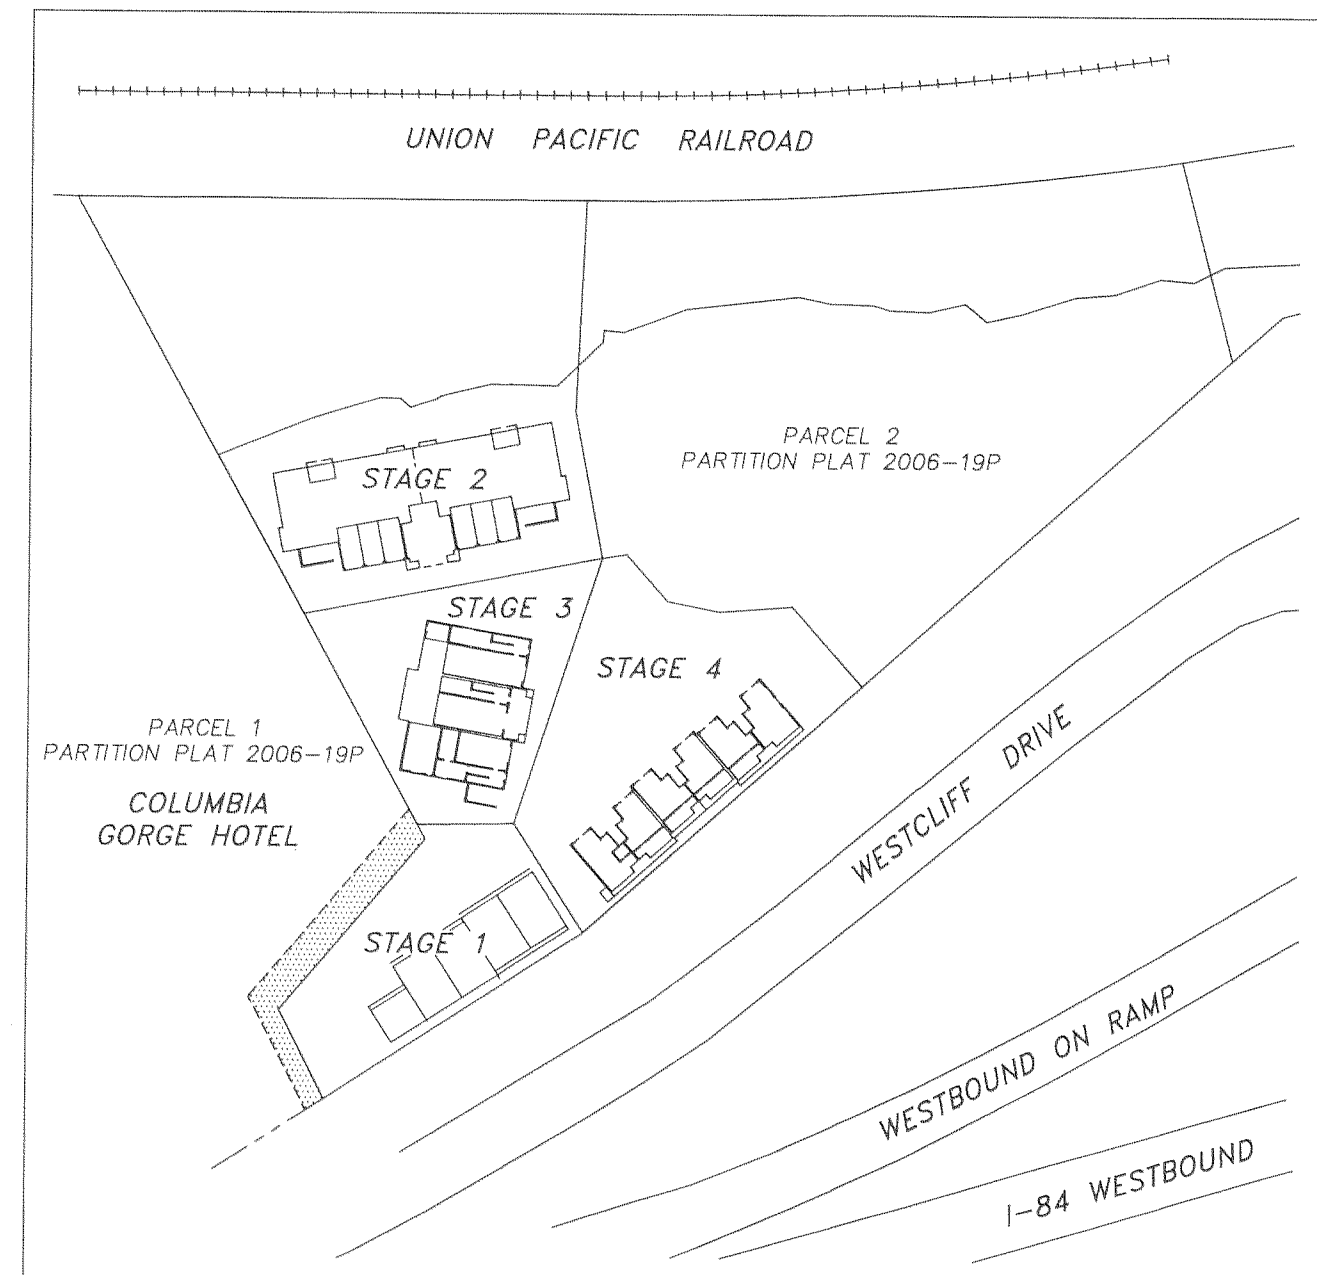 UNION PACIFIC RAILROAD
PARCEL 2
PARTITION PLAT 2006-19P
STAGE 2
STAGE 3
STAGE 4
PARCEL 1
PARTITION PLAT 2006-19P
COLUMBIA
GORGE HOTEL
WESTCLIFF DRIVE
STAGE 1
WESTBOUND ON RAMP
I-84 WESTBOUND